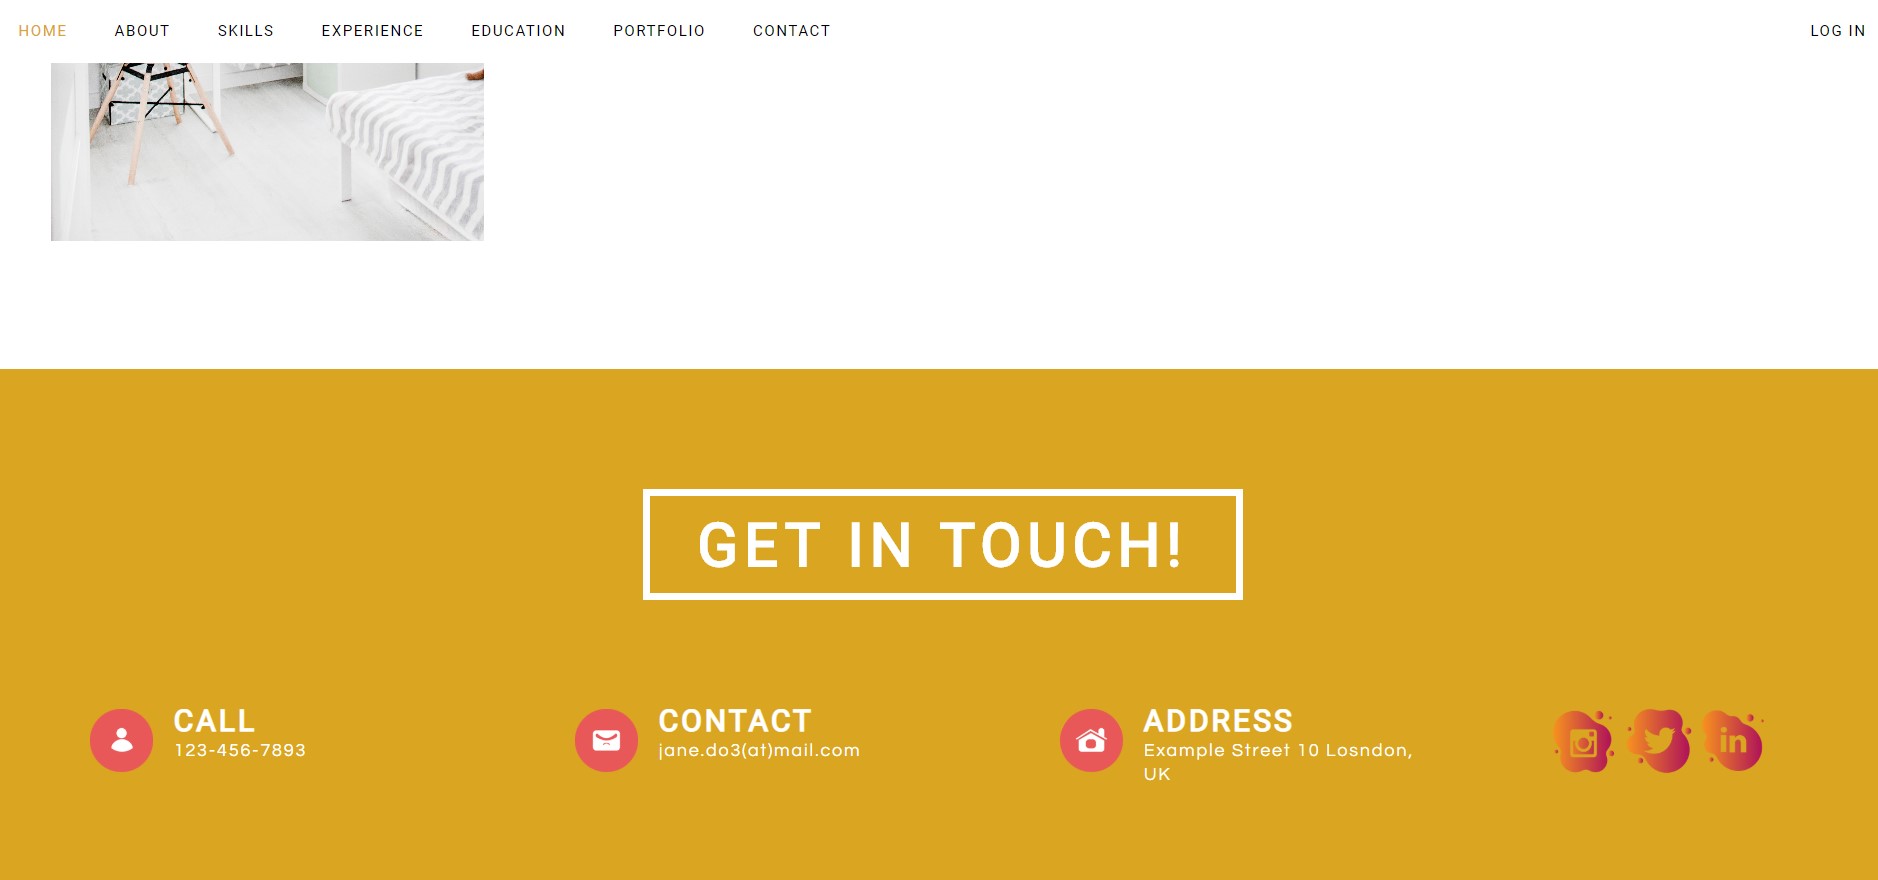 HOME ABOUT SKILLS EXPERIENCE EDUCATION PORTFOLIO CONTACT LOG IN
GET IN TOUCH!
CALL
123-456-7893
CONTACT
jane.do3(at)mail.com
ADDRESS
Example Street 10 Losndon,
UK
in